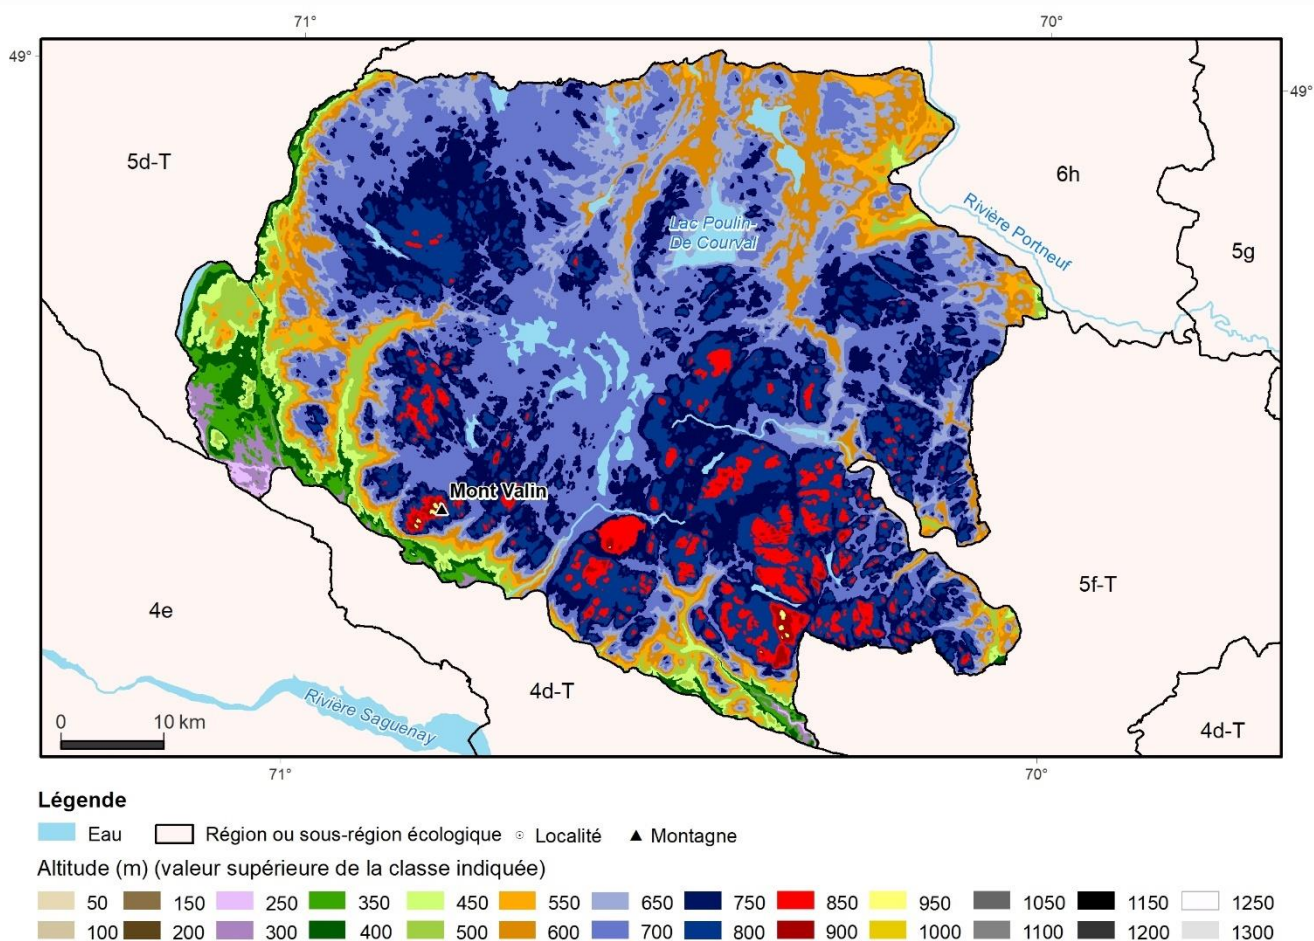 71°
70°
49°
49°
5d-T
6h
Rivière Portneuf
5g
Lac Poulin-
De Courval
Mont Valin
5f-T
4e
4d-T
4d-T
Rivière Saguenay
0 10 km
71°
70°
Légende
Eau Région ou sous-région écologique Localité Montagne
Altitude (m) (valeur supérieure de la classe indiquée)
50 150 250 350 450 550 650 750 850 950 1050 1150 1250
100 200 300 400 500 600 700 800 900 1000 1100 1200 1300